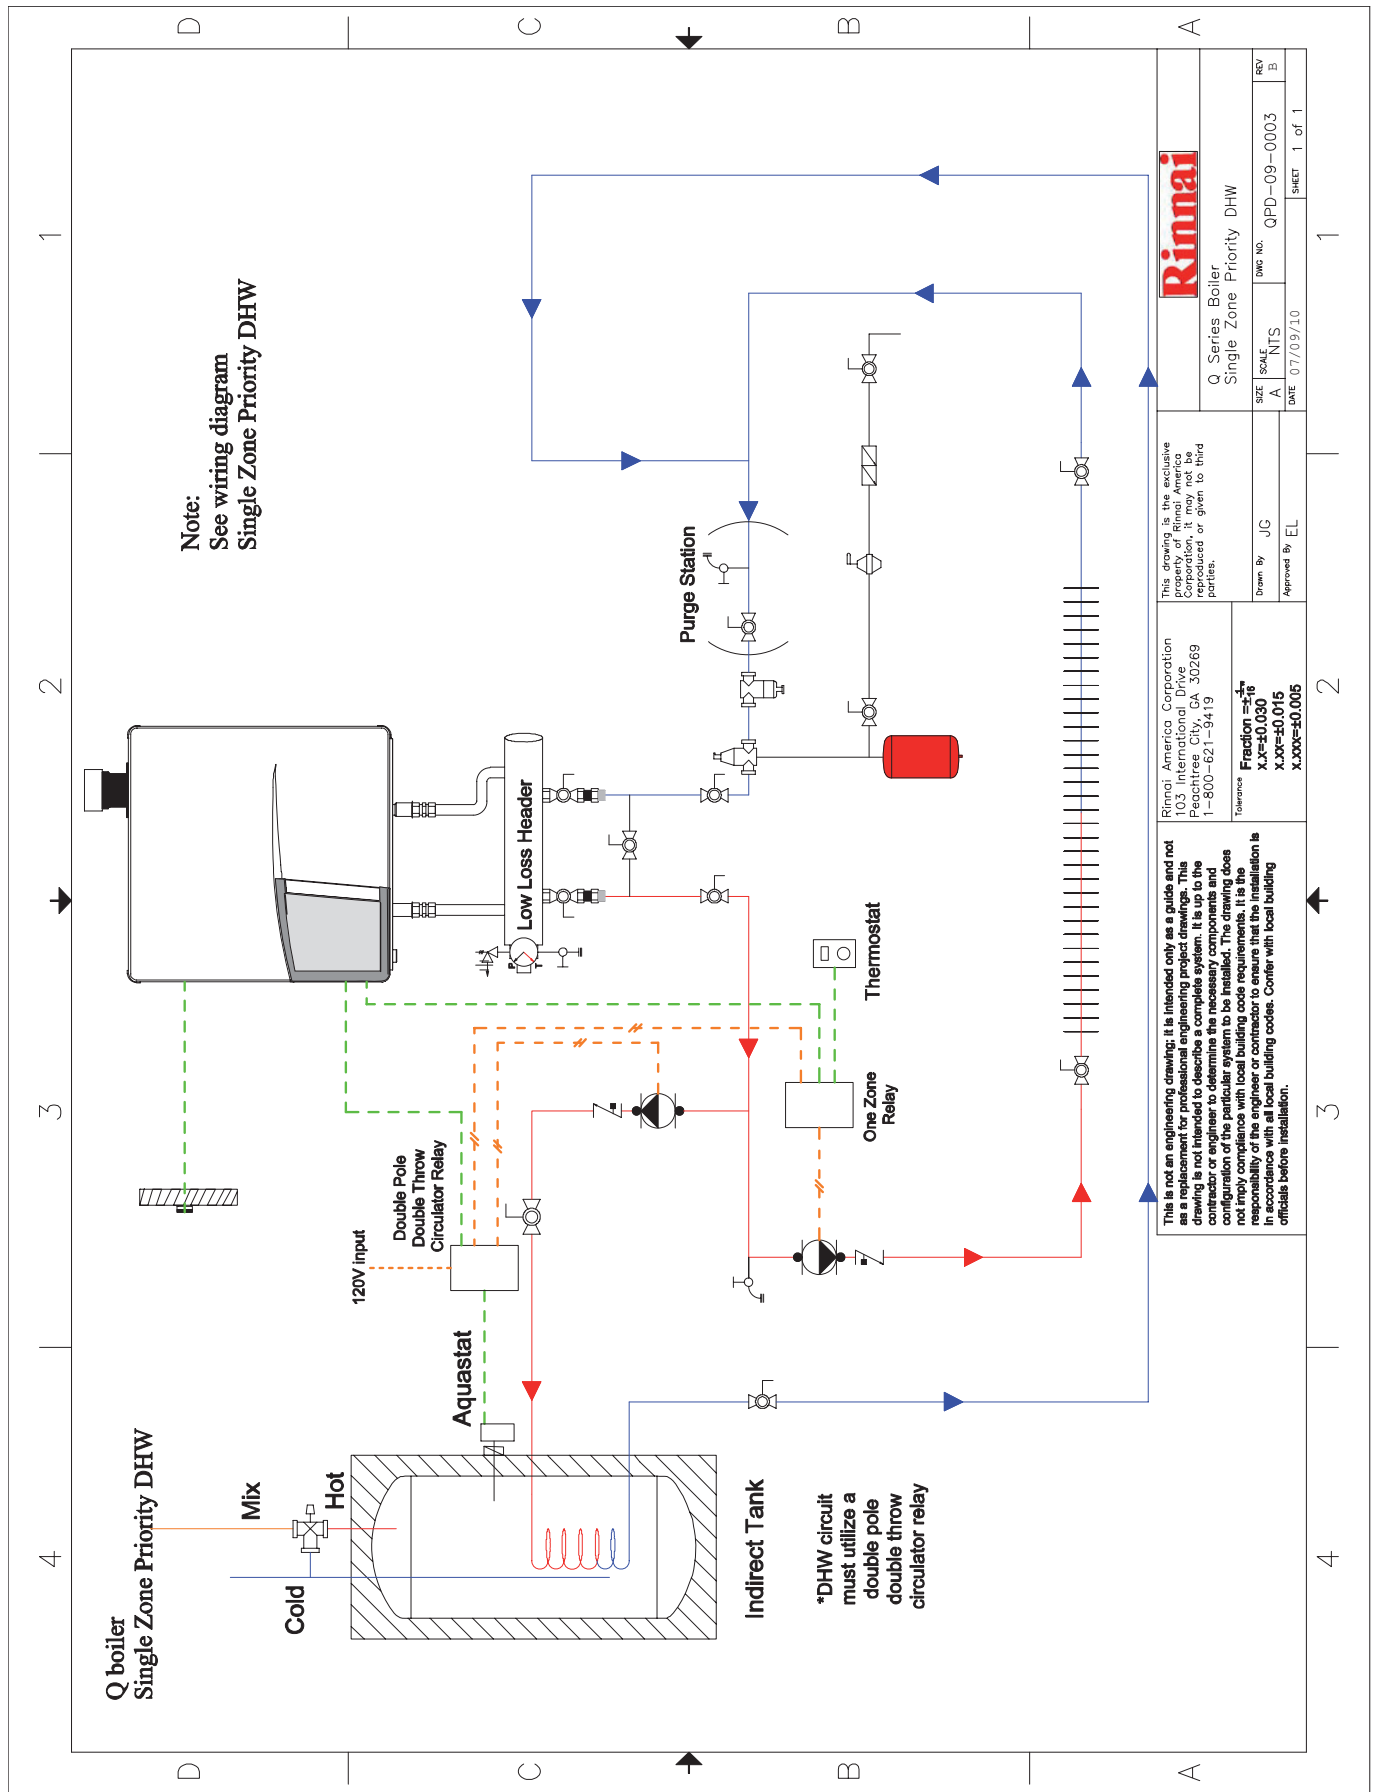 Q boiler
Single Zone Priority DHW
Note:
See wiring diagram
Single Zone Priority DHW
Mix
Hot
Cold
120V input
Double Pole
Double Throw
Circulator Relay
Aquastat
Low Loss Header
P
T
Purge Station
Indirect Tank
Thermostat
One Zone
Relay
*DHW circuit
must utilize a
double pole
double throw
circulator relay
4
3
2
1
4
3
2
1
D
C
B
A
D
C
B
A
This is not an engineering drawing; it is intended only as a guide and not
as a replacement for professional engineering project drawings. This
drawing is not intended to describe a complete system. It is up to the
contractor or engineer to determine the necessary components and
configuration of the particular system to be installed. The drawing does
not imply compliance with local building code requirements. It is the
responsibility of the engineer or contractor to ensure that the installation is
in accordance with all local building codes. Confer with local building
officials before installation.
Rinnai America Corporation
103 International Drive
Peachtree City, GA 30269
1-800-621-9419
Tolerance
Fraction =±1/16"
X.X=±0.030
X.XX=±0.015
X.XXX=±0.005
This drawing is the exclusive
property of Rinnai America
Corporation, it may not be
reproduced or given to third
parties.
Drawn By JG
Approved By EL
Rinnai
Q Series Boiler
Single Zone Priority DHW
SIZE A
SCALE NTS
DWG NO. QPD-09-0003
REV B
DATE 07/09/10
SHEET 1 of 1